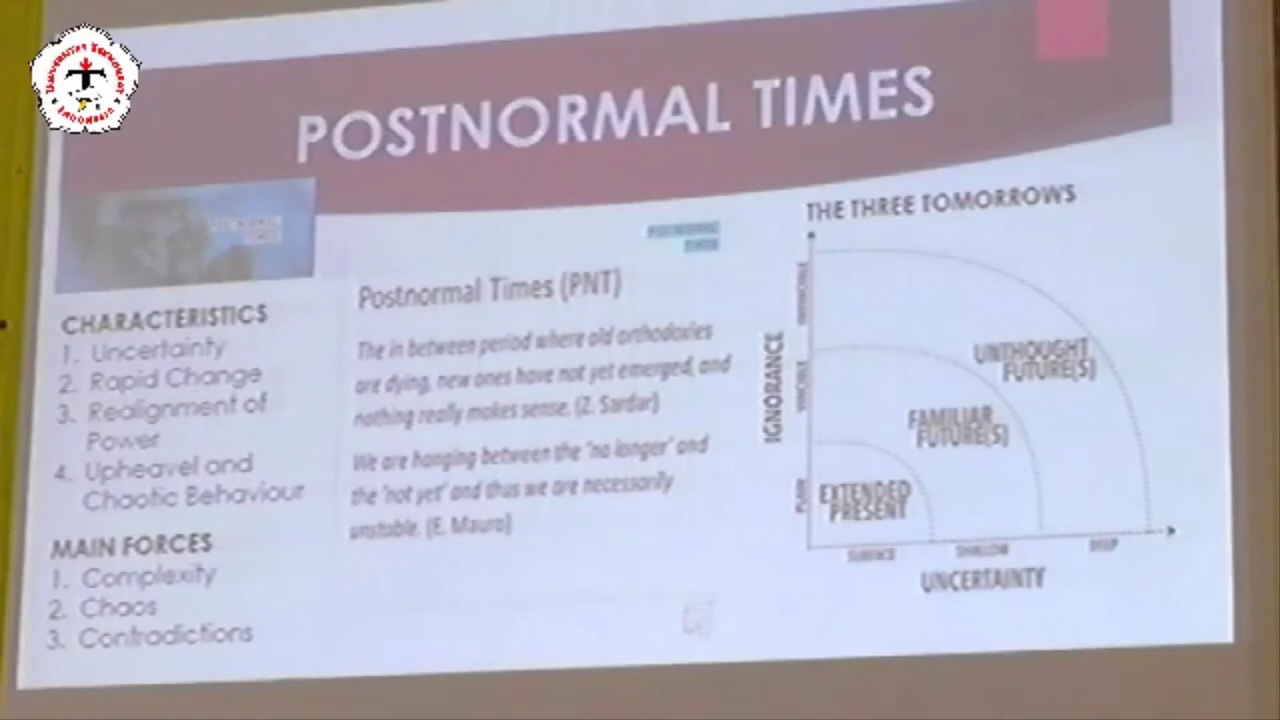 POSTNORMAL TIMES
CHARACTERISTICS
1. Uncertainty
2. Rapid Change
3. Realignment of
Power
4. Upheavel and
Chaotic Behaviour
MAIN FORCES
1. Complexity
2. Chaos
3. Contradictions
Postnormal Times (PNT)
The in between period where old orthodoxies
are dying, new ones have not yet emerged, and
nothing really makes sense. (Z. Sardar)
We are hanging between the 'no longer' and
the 'not yet' and thus we are necessarily
unstable. (E. Mauro)
THE THREE TOMORROWS
IGNORANCE
UNTHOUGHT
FUTURE(S)
FAMILIAR
FUTURE(S)
EXTENDED
PRESENT
SURFACE
SHALLOW
DEEP
UNCERTAINTY